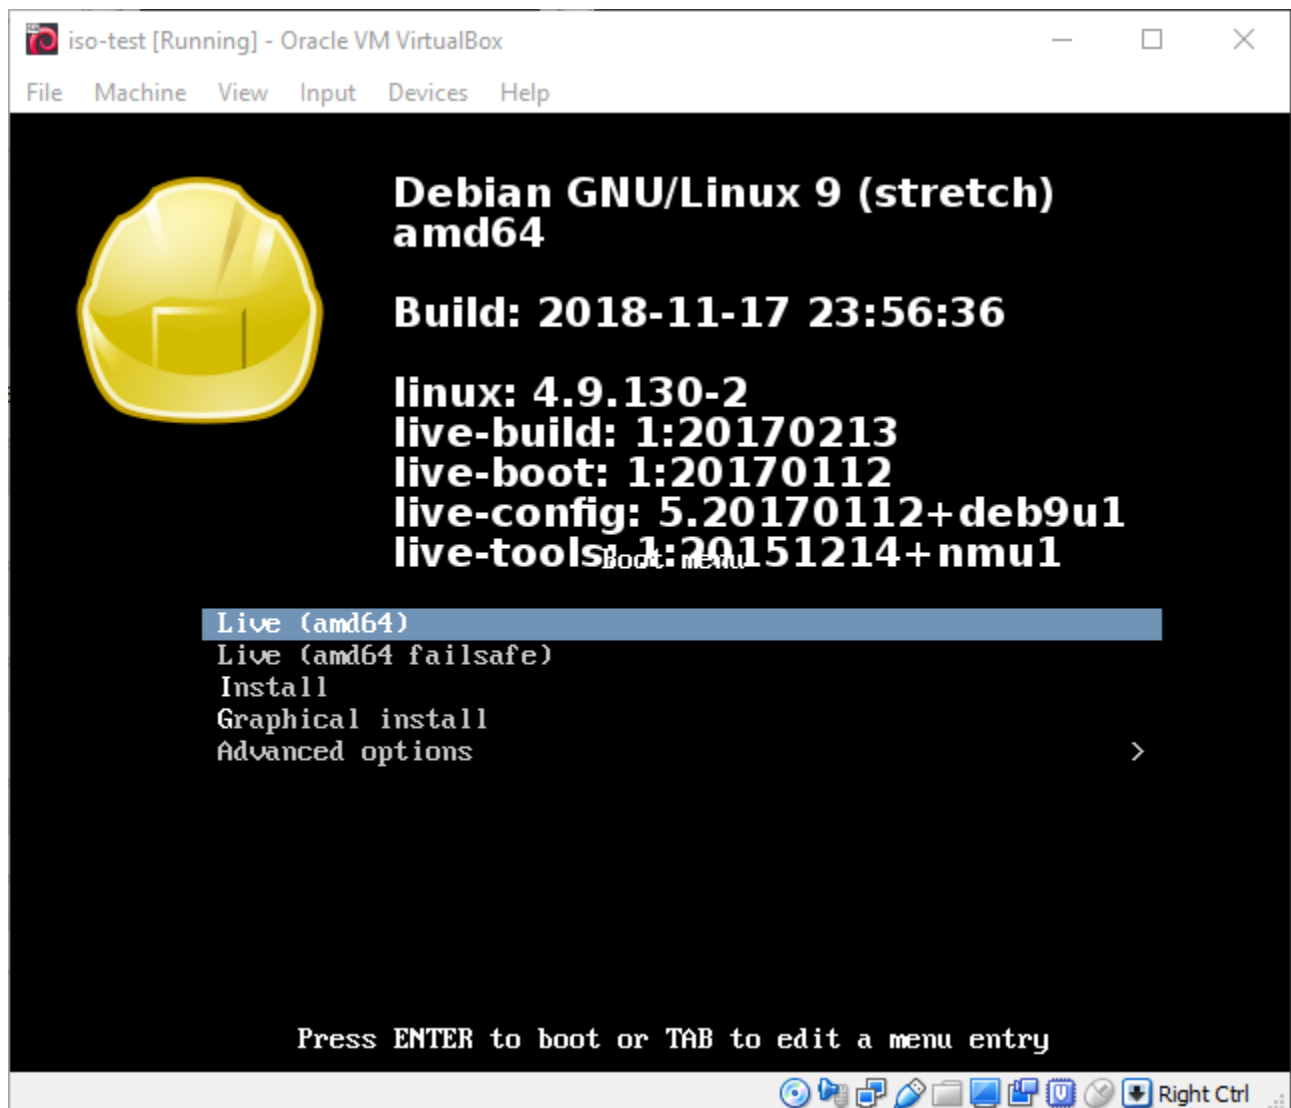 iso-test [Running] - Oracle VM VirtualBox
File Machine View Input Devices Help
Debian GNU/Linux 9 (stretch)
amd64
Build: 2018-11-17 23:56:36
linux: 4.9.130-2
live-build: 1:20170213
live-boot: 1:20170112
live-config: 5.20170112+deb9u1
live-tools: 1:20151214+nmu1
Boot menu
Live (amd64)
Live (amd64 failsafe)
Install
Graphical install
Advanced options >
Press ENTER to boot or TAB to edit a menu entry
Right Ctrl